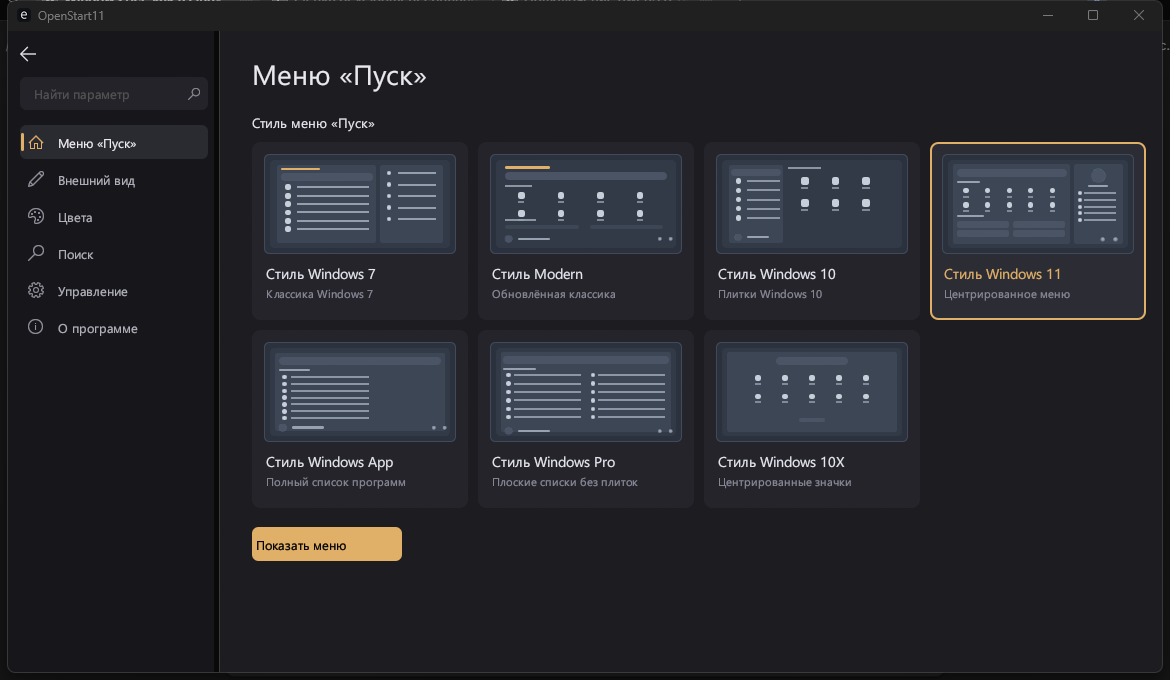 e OpenStart11
Найти параметр
Меню «Пуск»
Внешний вид
Цвета
Поиск
Управление
О программе
Меню «Пуск»
Стиль меню «Пуск»
Стиль Windows 7
Классика Windows 7
Стиль Modern
Обновлённая классика
Стиль Windows 10
Плитки Windows 10
Стиль Windows 11
Центрированное меню
Стиль Windows App
Полный список программ
Стиль Windows Pro
Плоские списки без плиток
Стиль Windows 10X
Центрированные значки
Показать меню